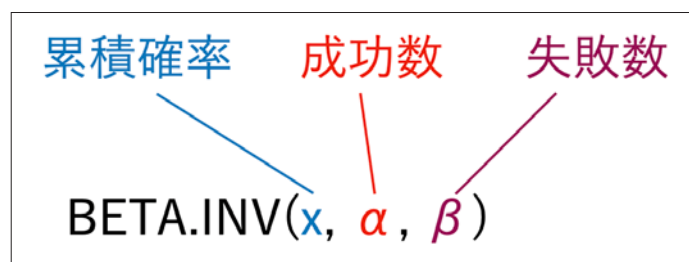 累積確率 成功数 失敗数
BETA.INV(x, α, β)